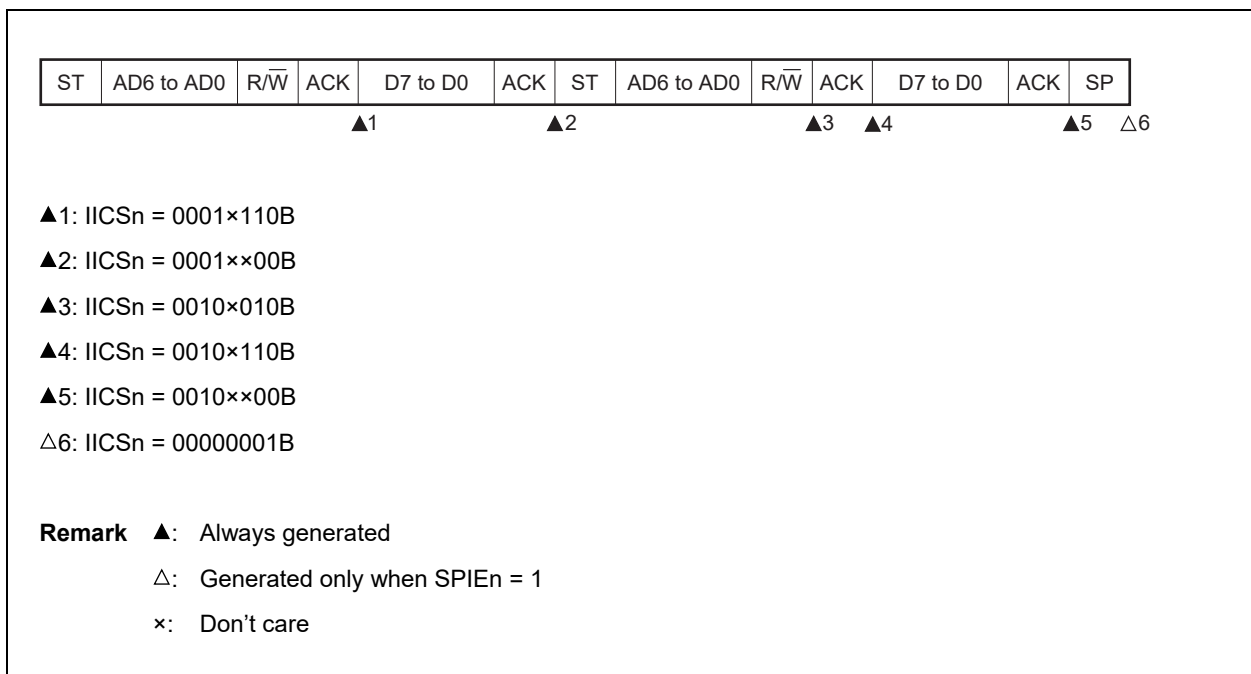 ST AD6 to AD0 R/W̅ ACK D7 to D0 ACK ST AD6 to AD0 R/W̅ ACK D7 to D0 ACK SP
▲1 ▲2 ▲3 ▲4 ▲5 △6
▲1: IICSn = 0001×110B
▲2: IICSn = 0001××00B
▲3: IICSn = 0010×010B
▲4: IICSn = 0010×110B
▲5: IICSn = 0010××00B
△6: IICSn = 00000001B
Remark ▲: Always generated
△: Generated only when SPIEn = 1
×: Don’t care